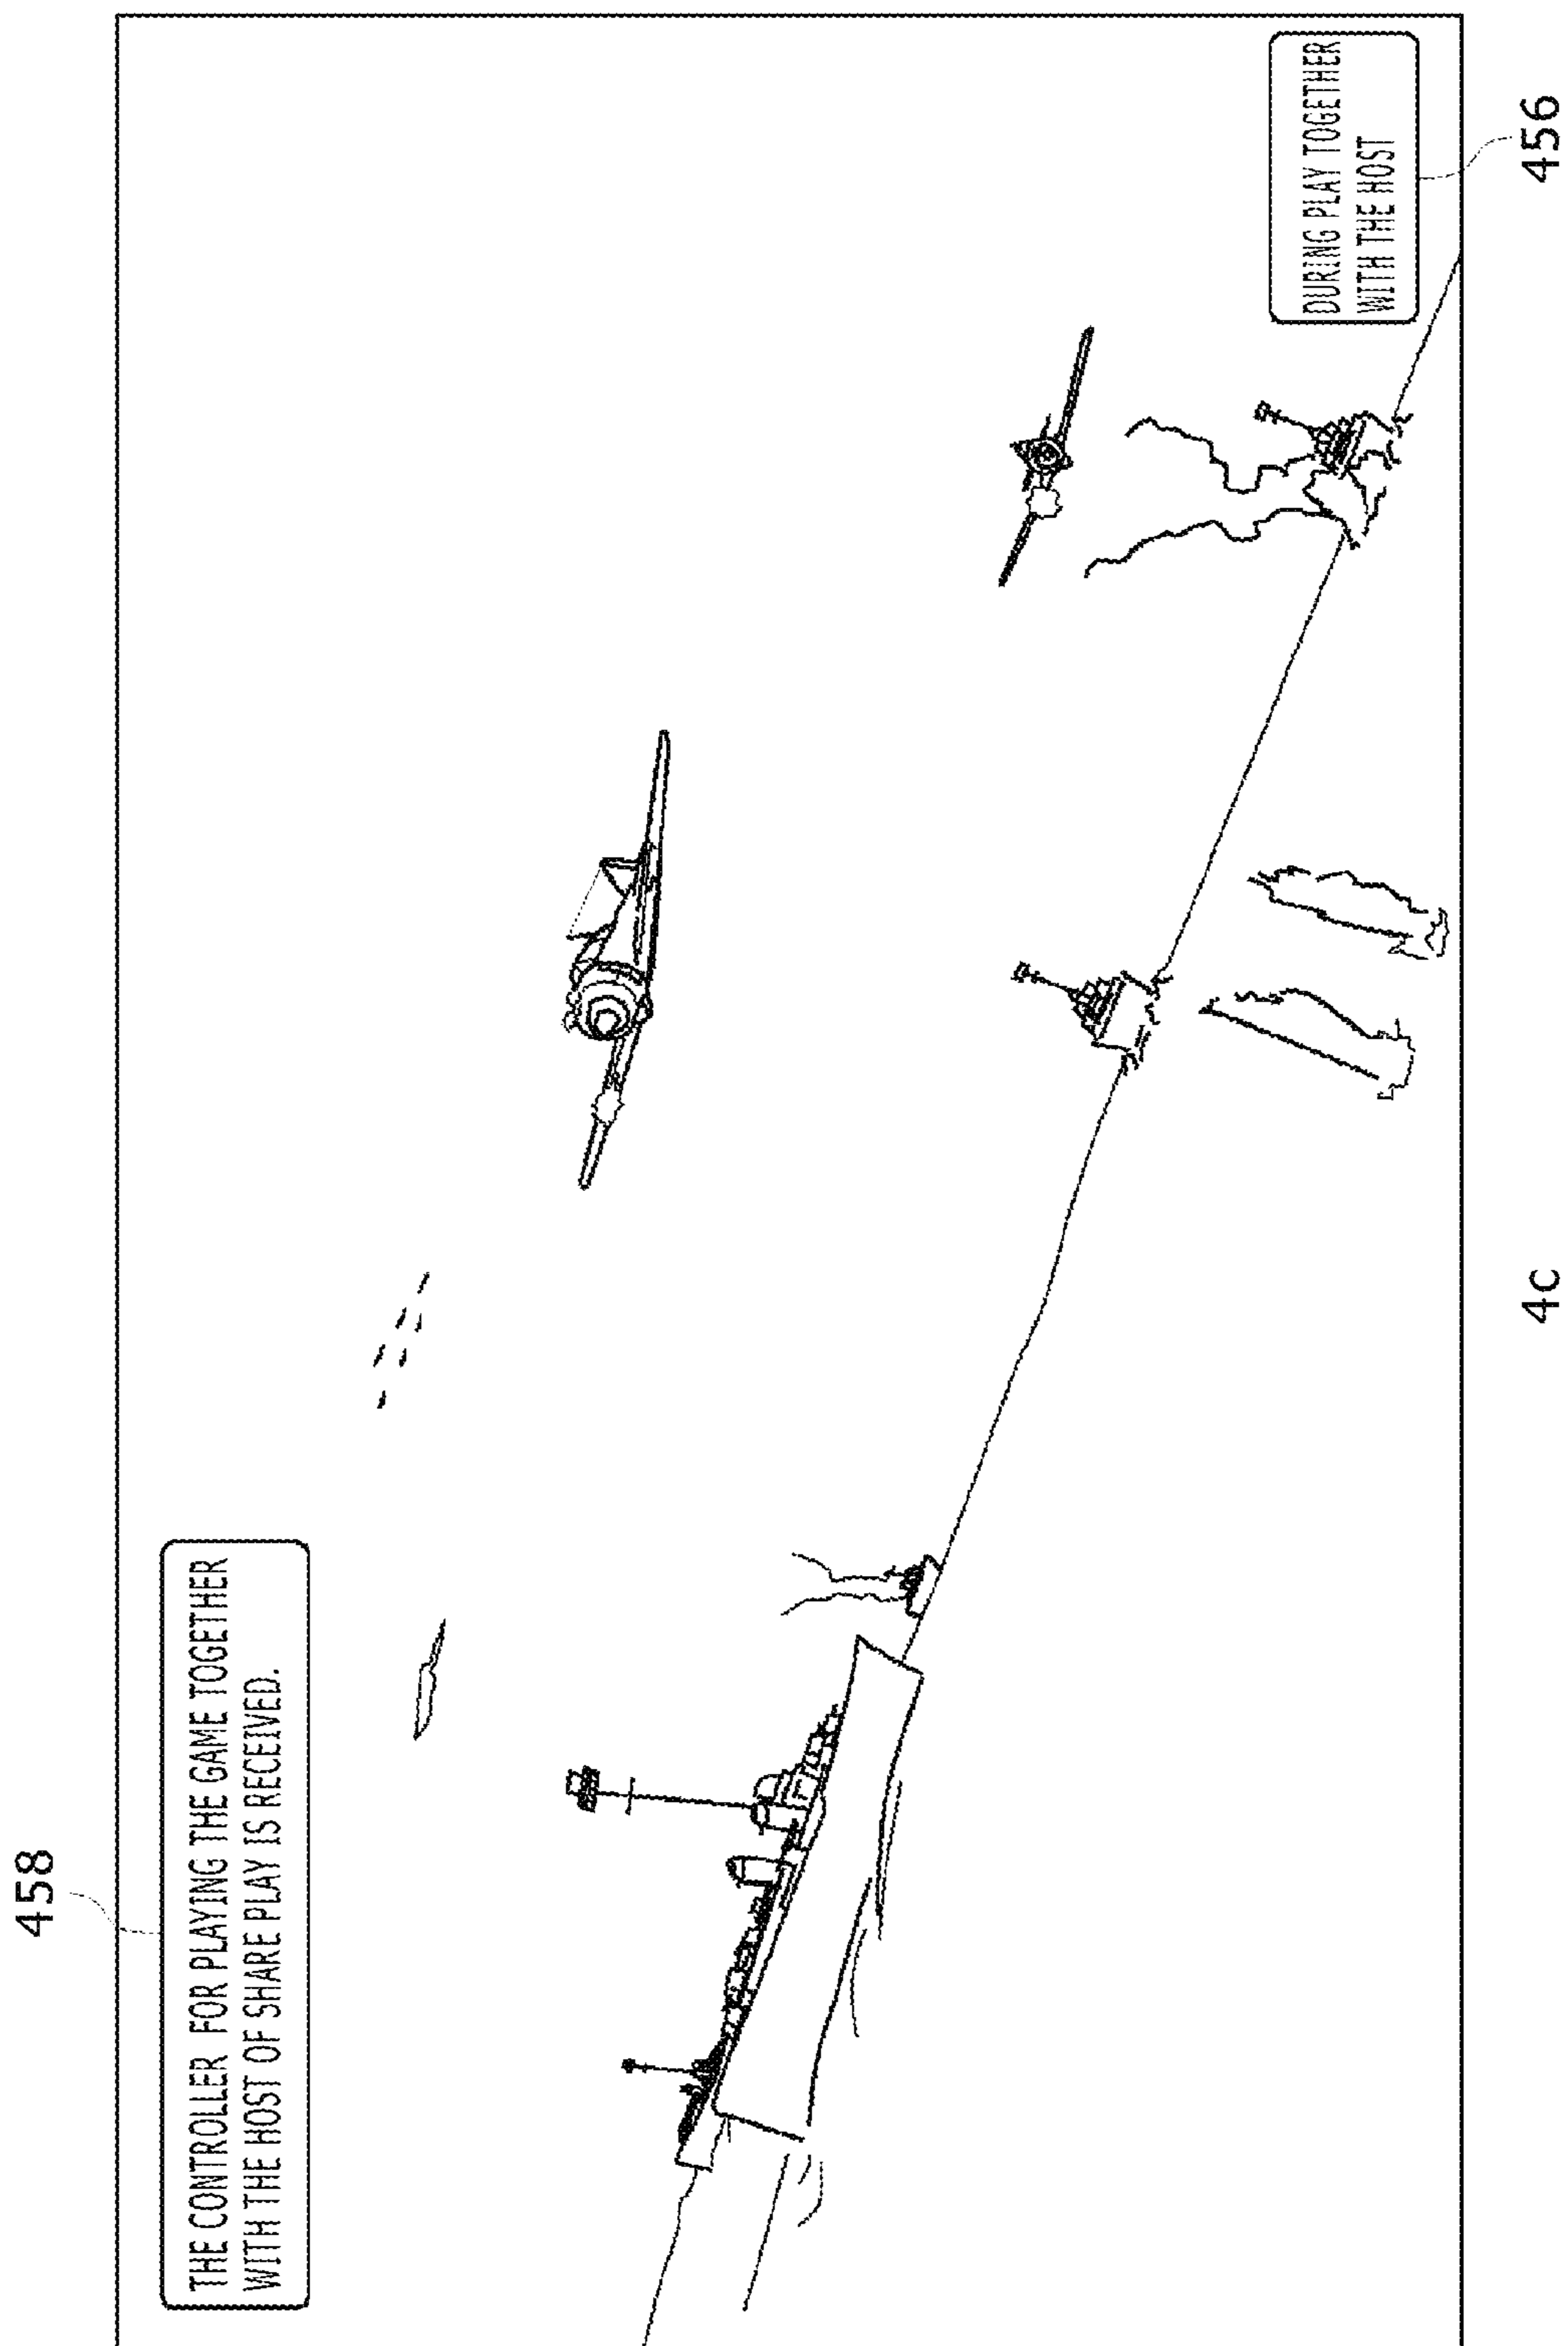 458
THE CONTROLLER FOR PLAYING THE GAME TOGETHER
WITH THE HOST OF SHARE PLAY IS RECEIVED.
DURING PLAY TOGETHER
WITH THE HOST
456
4c